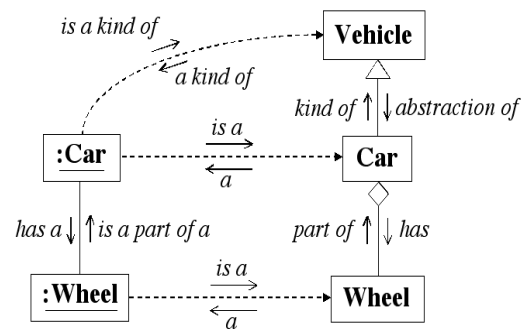 is a kind of
Vehicle
a kind of
kind of
abstraction of
is a
:Car
Car
a
has a
is a part of a
part of
has
is a
:Wheel
Wheel
a